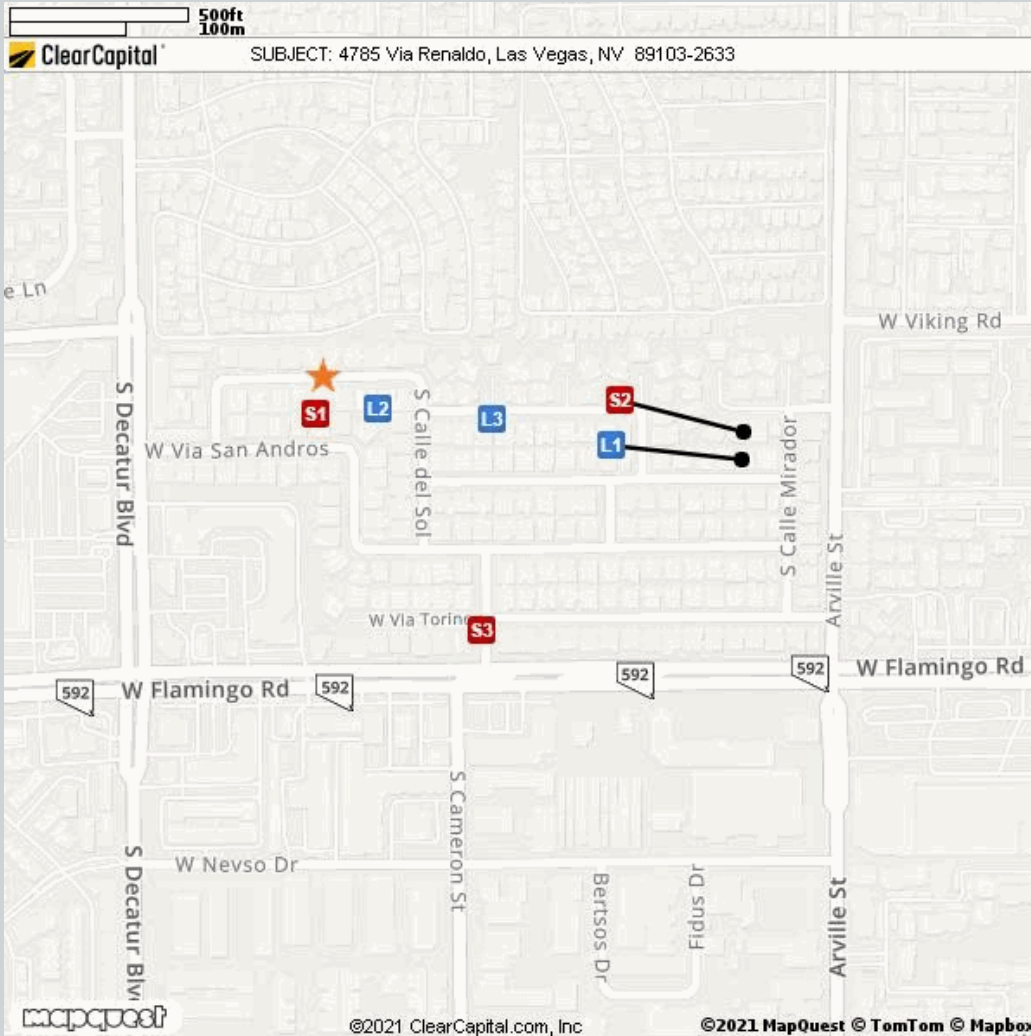 500ft
100m
ClearCapital
SUBJECT: 4785 Via Renaldo, Las Vegas, NV 89103-2633
e Ln
W Viking Rd
S Decatur Blvd
S1
L2
S Calle del Sol
L3
S2
L1
S Calle Mirador
W Via San Andros
Arville St
W Via Torino
S3
592
W Flamingo Rd
592
592
592
W Flamingo Rd
S Cameron St
W Nevso Dr
S Decatur Blv
Bertsos Dr
Fidus Dr
Arville St
mapquest
©2021 ClearCapital.com, Inc
©2021 MapQuest © TomTom © Mapbo